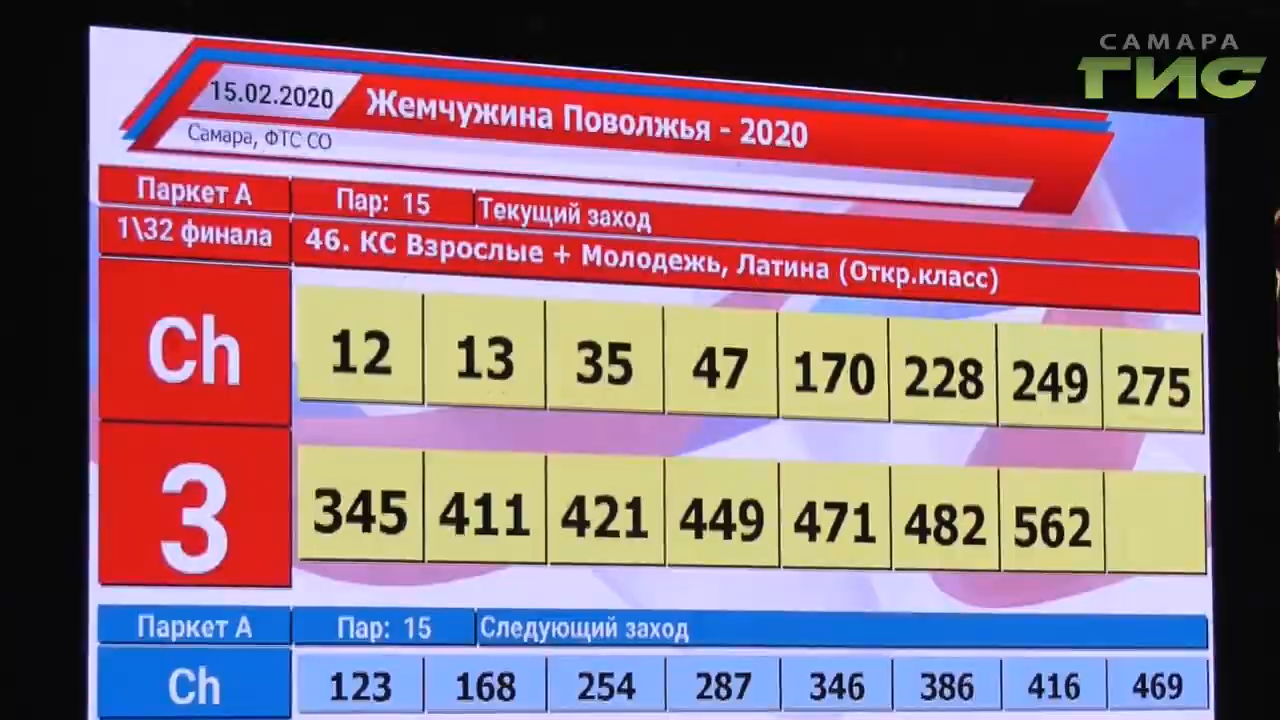 САМАРА
ГИС
15.02.2020
Жемчужина Поволжья - 2020
Самара, ФТС СО
Паркет А Пар: 15 Текущий заход
1\32 финала 46. КС Взрослые + Молодежь, Латина (Откр.класс)
Ch 12 13 35 47 170 228 249 275
3 345 411 421 449 471 482 562
Паркет А Пар: 15 Следующий заход
Ch 123 168 254 287 346 386 416 469